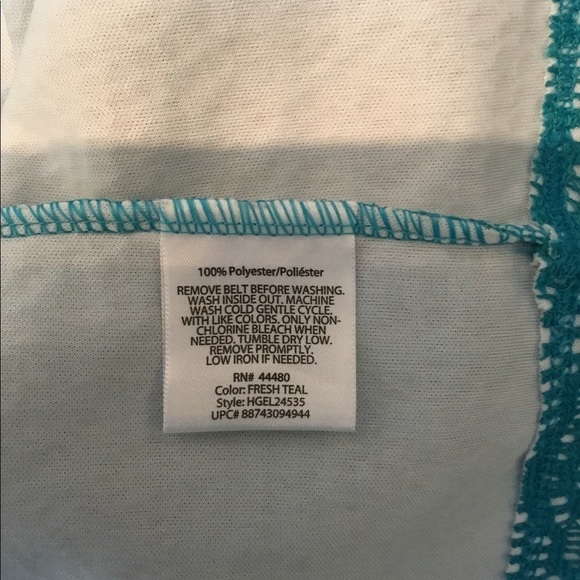 100% Polyester/Poliéster
REMOVE BELT BEFORE WASHING.
WASH INSIDE OUT. MACHINE
WASH COLD GENTLE CYCLE.
WITH LIKE COLORS. ONLY NON-
CHLORINE BLEACH WHEN
NEEDED. TUMBLE DRY LOW.
REMOVE PROMPTLY.
LOW IRON IF NEEDED.
RN# 44480
Color: FRESH TEAL
Style: HGEL24535
UPC# 88743094944